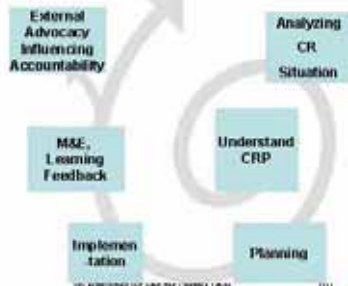 External
Advocacy
Influencing
Accountability
Analyzing
CR
Situation
M&E,
Learning
Feedback
Understand
CRP
Implemen
tation
Planning